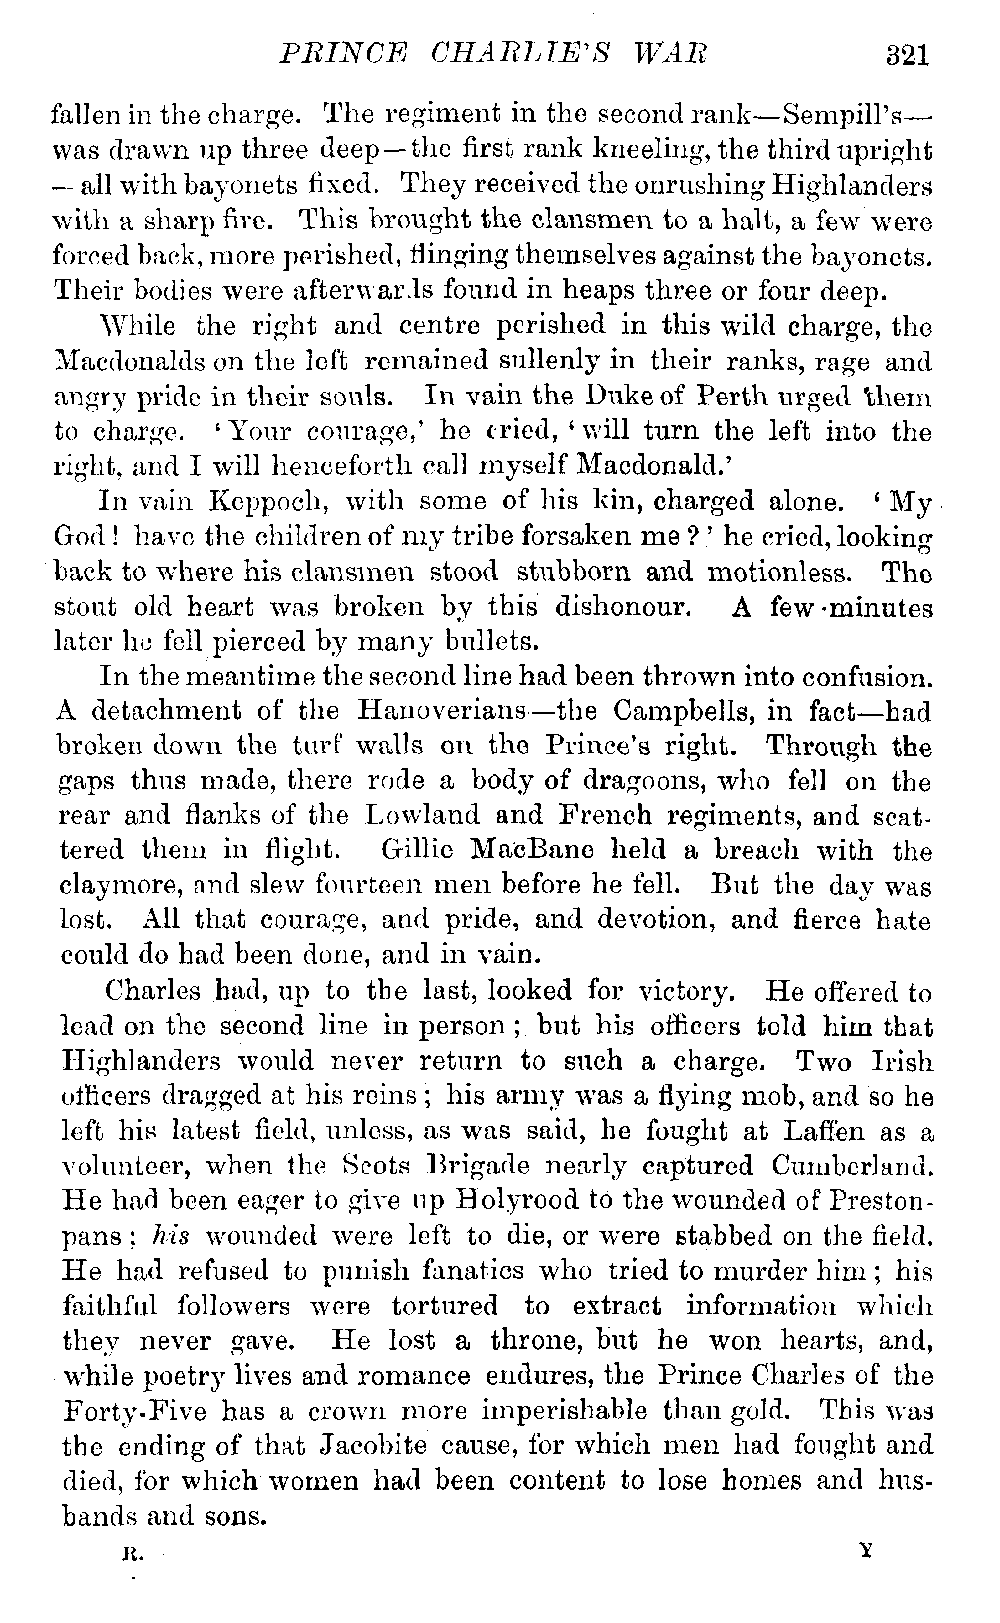 PRINCE CHARLIE'S WAR 321
fallen in the charge. The regiment in the second rank—Sempill's—
was drawn up three deep—the first rank kneeling, the third upright
—all with bayonets fixed. They received the onrushing Highlanders
with a sharp fire. This brought the clansmen to a halt, a few were
forced back, more perished, flinging themselves against the bayonets.
Their bodies were afterwards found in heaps three or four deep.
While the right and centre perished in this wild charge, the
Macdonalds on the left remained sullenly in their ranks, rage and
angry pride in their souls. In vain the Duke of Perth urged them
to charge. 'Your courage,' he cried, 'will turn the left into the
right, and I will henceforth call myself Macdonald.'
In vain Keppoch, with some of his kin, charged alone. 'My
God! have the children of my tribe forsaken me?' he cried, looking
back to where his clansmen stood stubborn and motionless. The
stout old heart was broken by this dishonour. A few minutes
later he fell pierced by many bullets.
In the meantime the second line had been thrown into confusion.
A detachment of the Hanoverians—the Campbells, in fact—had
broken down the turf walls on the Prince's right. Through the
gaps thus made, there rode a body of dragoons, who fell on the
rear and flanks of the Lowland and French regiments, and scat-
tered them in flight. Gillie MacBane held a breach with the
claymore, and slew fourteen men before he fell. But the day was
lost. All that courage, and pride, and devotion, and fierce hate
could do had been done, and in vain.
Charles had, up to the last, looked for victory. He offered to
lead on the second line in person; but his officers told him that
Highlanders would never return to such a charge. Two Irish
officers dragged at his reins; his army was a flying mob, and so he
left his latest field, unless, as was said, he fought at Laffen as a
volunteer, when the Scots Brigade nearly captured Cumberland.
He had been eager to give up Holyrood to the wounded of Preston-
pans; his wounded were left to die, or were stabbed on the field.
He had refused to punish fanatics who tried to murder him; his
faithful followers were tortured to extract information which
they never gave. He lost a throne, but he won hearts, and,
while poetry lives and romance endures, the Prince Charles of the
Forty-Five has a crown more imperishable than gold. This was
the ending of that Jacobite cause, for which men had fought and
died, for which women had been content to lose homes and hus-
bands and sons.
R. Y